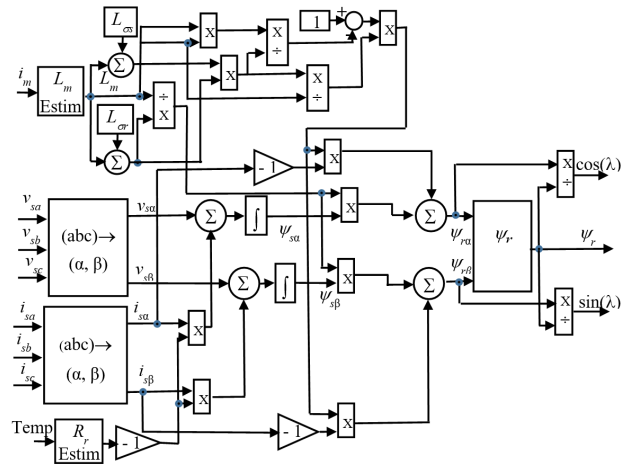 L_σs
1
+
-
X
X
÷
X
i_m
L_m
Estim
Σ
L_m
X
X
÷
÷
X
L_σr
Σ
- 1
X
X
÷
cos(λ)
v_sa
v_sb
v_sc
(abc)→
(α, β)
v_sα
v_sβ
Σ
∫
ψ_sα
X
Σ
ψ_rα
ψ_r
ψ_r
Σ
∫
ψ_sβ
X
Σ
ψ_rß
i_sa
i_sb
i_sc
(abc)→
(α, β)
i_sα
i_sβ
X
X
X
÷
sin(λ)
Temp
R_r
Estim
- 1
- 1
X